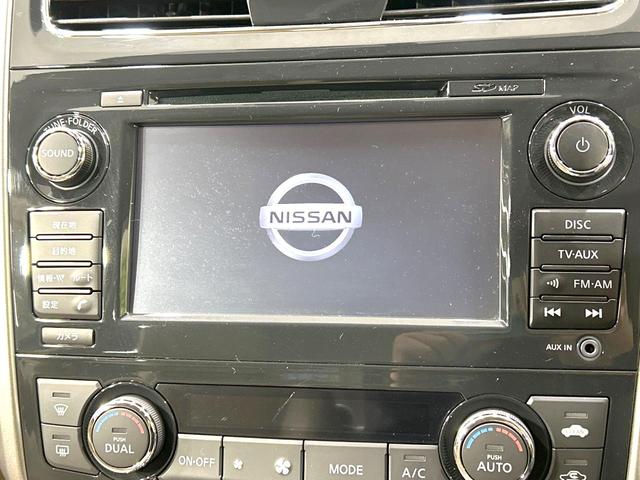 SD MAP
TUNE·FOLDER
SOUND
VOL
NISSAN
現在地
目的地
情報·VI ルート
設定
カメラ
DISC
TV·AUX
FM·AM
AUX IN
PUSH
DUAL
ON·OFF
MODE
A/C
PUSH
AUTO